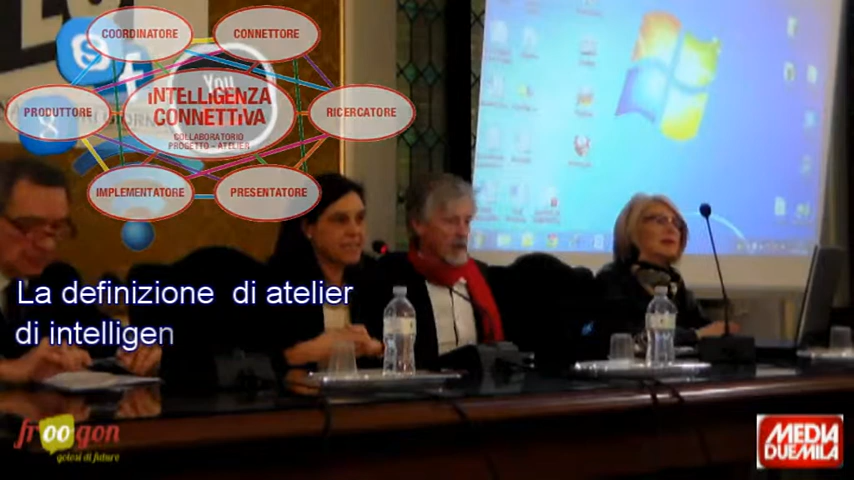 COORDINATORE
CONNETTORE
You
PRODUTTORE
iNTELLiGENZA
CONNETTiVA
RICERCATORE
COLLABORATORIO
PROGETTO - ATELIER
IMPLEMENTATORE
PRESENTATORE
La definizione di atelier
di intelligen
froogon
golosi di futuro
MEDIA
DUEMILA